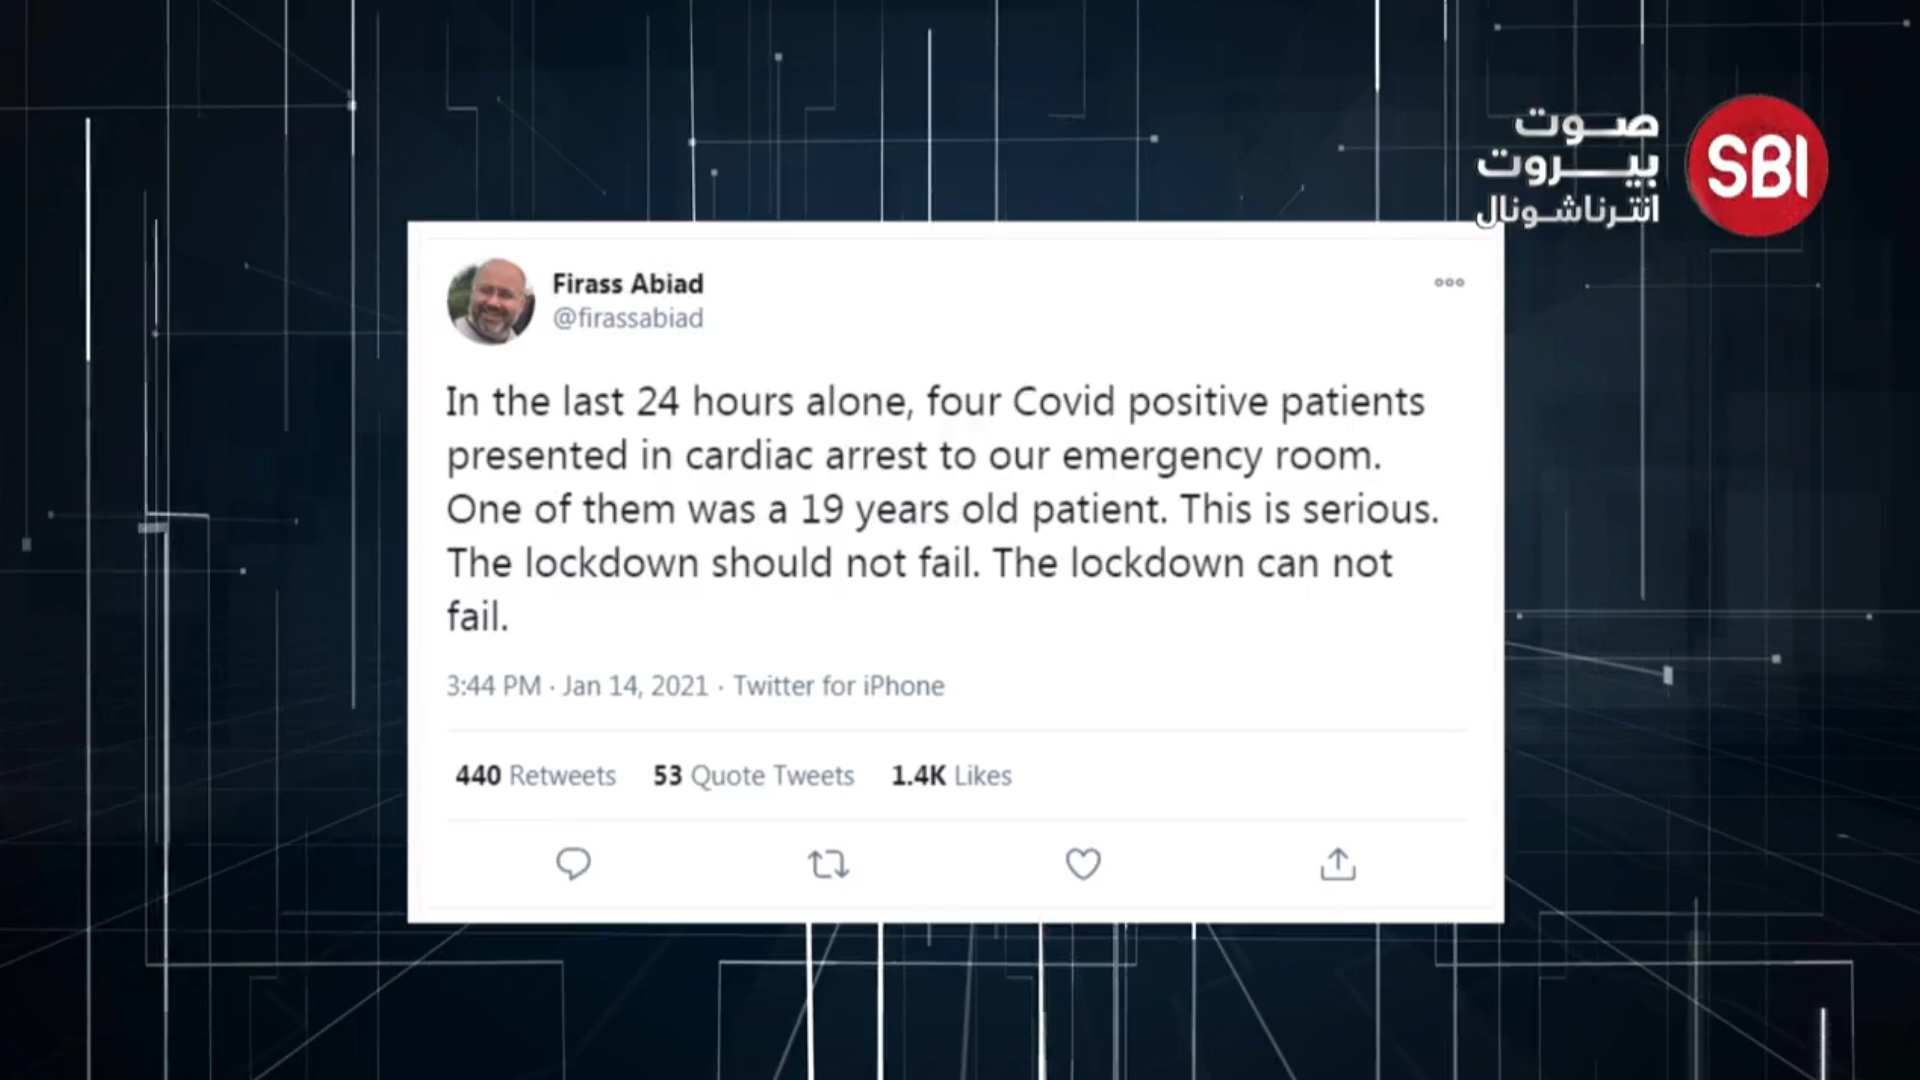 صوت
بيروت
انترناشونال
SBI
Firass Abiad
@firassabiad
In the last 24 hours alone, four Covid positive patients
presented in cardiac arrest to our emergency room.
One of them was a 19 years old patient. This is serious.
The lockdown should not fail. The lockdown can not
fail.
3:44 PM · Jan 14, 2021 · Twitter for iPhone
440 Retweets 53 Quote Tweets 1.4K Likes